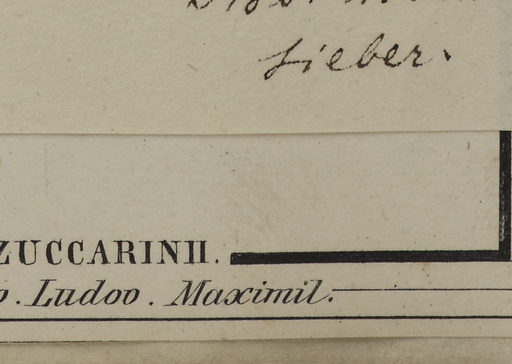 Sieber.
ZUCCARINII.
. Ludov. Maximil.